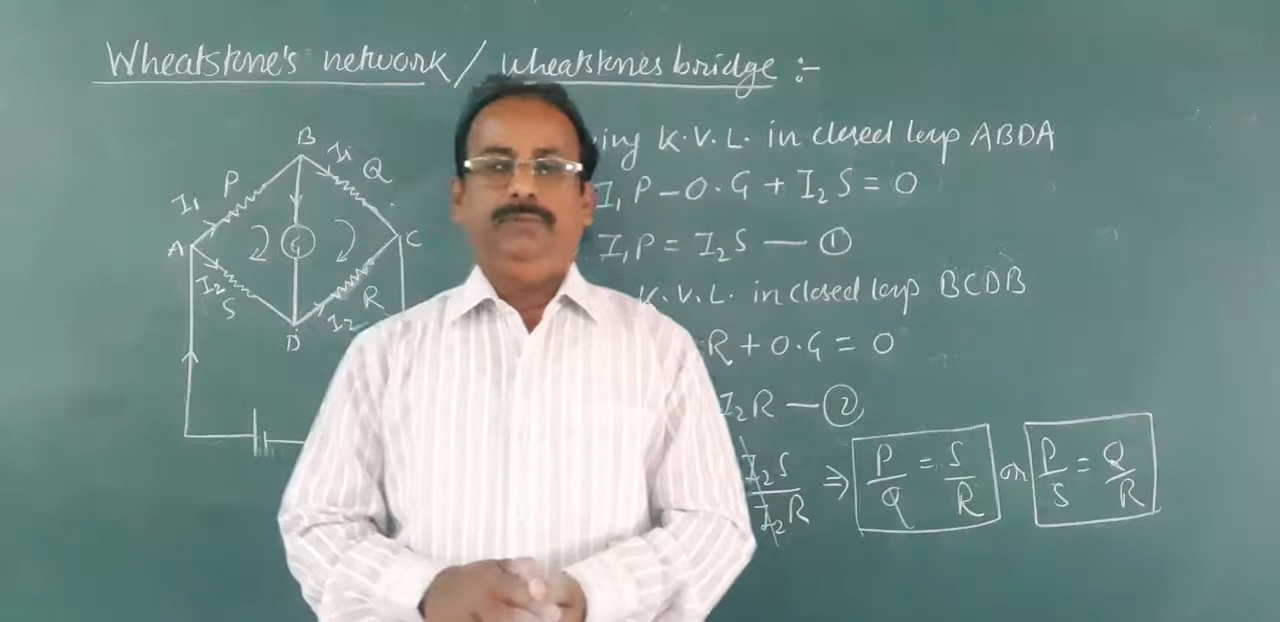 Wheatstone's network / wheatstones bridge :-
B
I1
Q
P
I1
A
G
C
I2
S
R
I2
D
ing K.V.L. in closed loop ABDA
I1 P - 0·G + I2 S = 0
I1 P = I2 S — ①
K.V.L. in closed loop BCDB
R + 0·G = 0
I2 R — ②
I2 S / I2 R ⇒ P/Q = S/R or P/S = Q/R